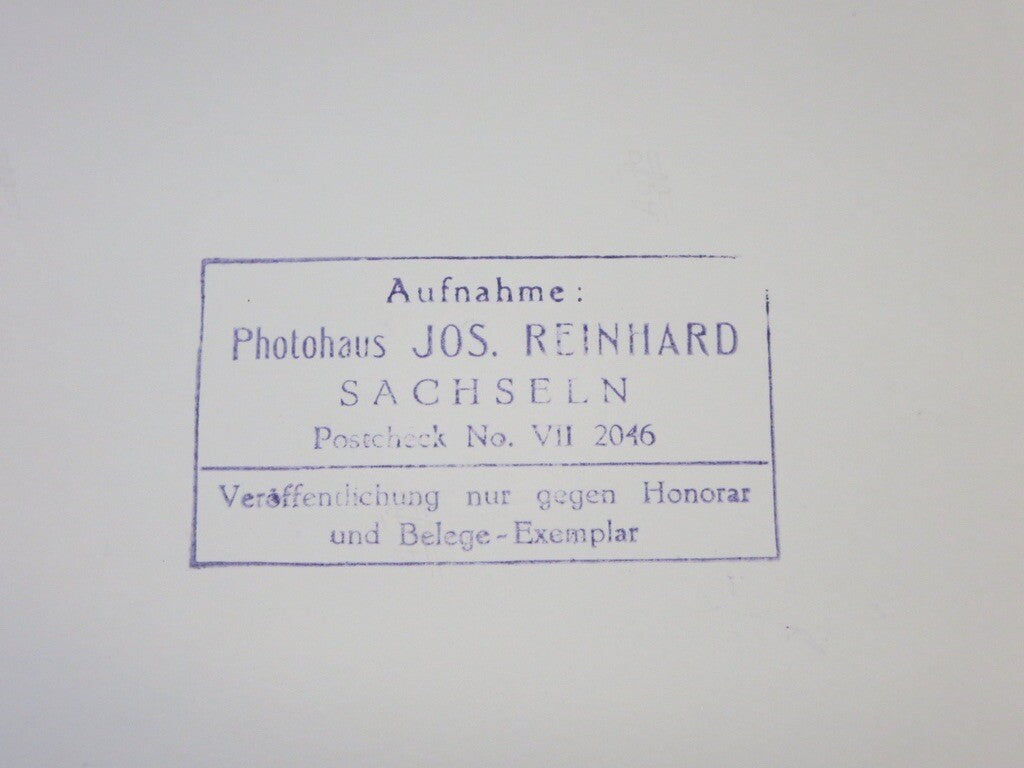 Aufnahme:
Photohaus JOS. REINHARD
SACHSELN
Postcheck No. VII 2046
Veröffentlichung nur gegen Honorar
und Belege-Exemplar